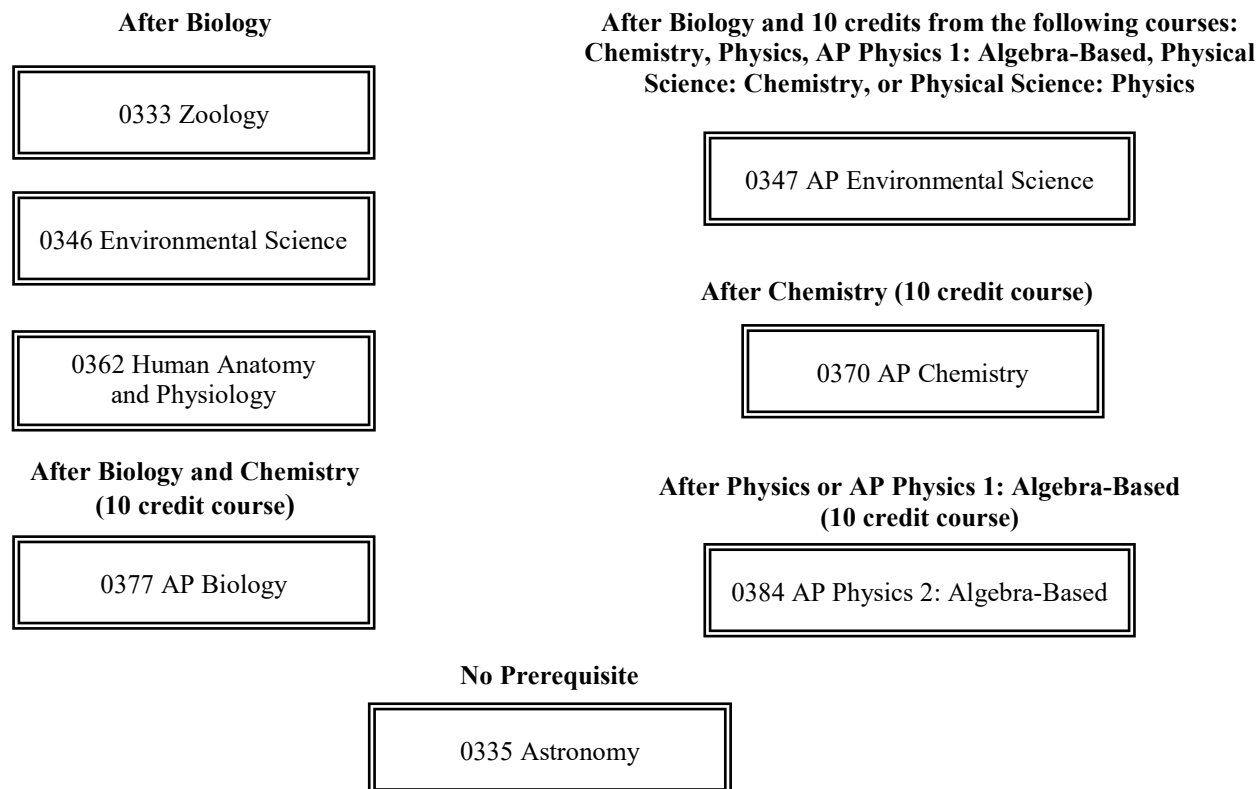 After Biology
0333 Zoology
0346 Environmental Science
0362 Human Anatomy
and Physiology
After Biology and Chemistry
(10 credit course)
0377 AP Biology
After Biology and 10 credits from the following courses:
Chemistry, Physics, AP Physics 1: Algebra-Based, Physical
Science: Chemistry, or Physical Science: Physics
0347 AP Environmental Science
After Chemistry (10 credit course)
0370 AP Chemistry
After Physics or AP Physics 1: Algebra-Based
(10 credit course)
0384 AP Physics 2: Algebra-Based
No Prerequisite
0335 Astronomy